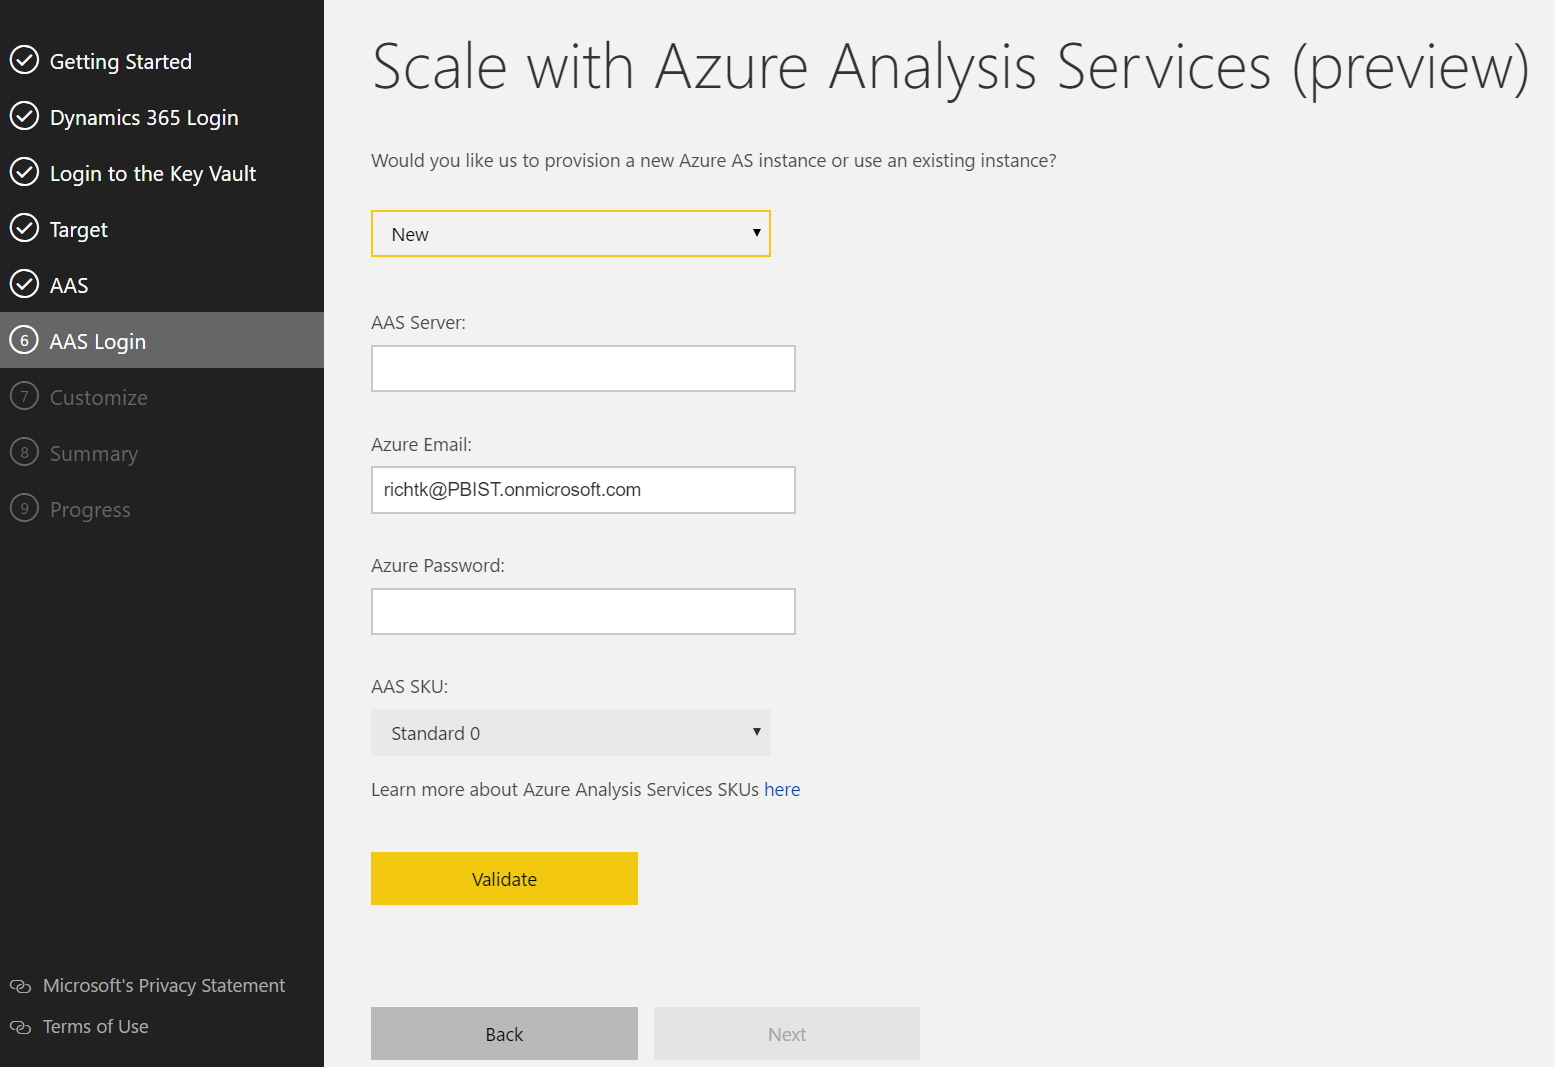 Getting Started
Dynamics 365 Login
Login to the Key Vault
Target
AAS
6 AAS Login
7 Customize
8 Summary
9 Progress
Microsoft's Privacy Statement
Terms of Use
Scale with Azure Analysis Services (preview)
Would you like us to provision a new Azure AS instance or use an existing instance?
New
AAS Server:
Azure Email:
richtk@PBIST.onmicrosoft.com
Azure Password:
AAS SKU:
Standard 0
Learn more about Azure Analysis Services SKUs here
Validate
Back Next